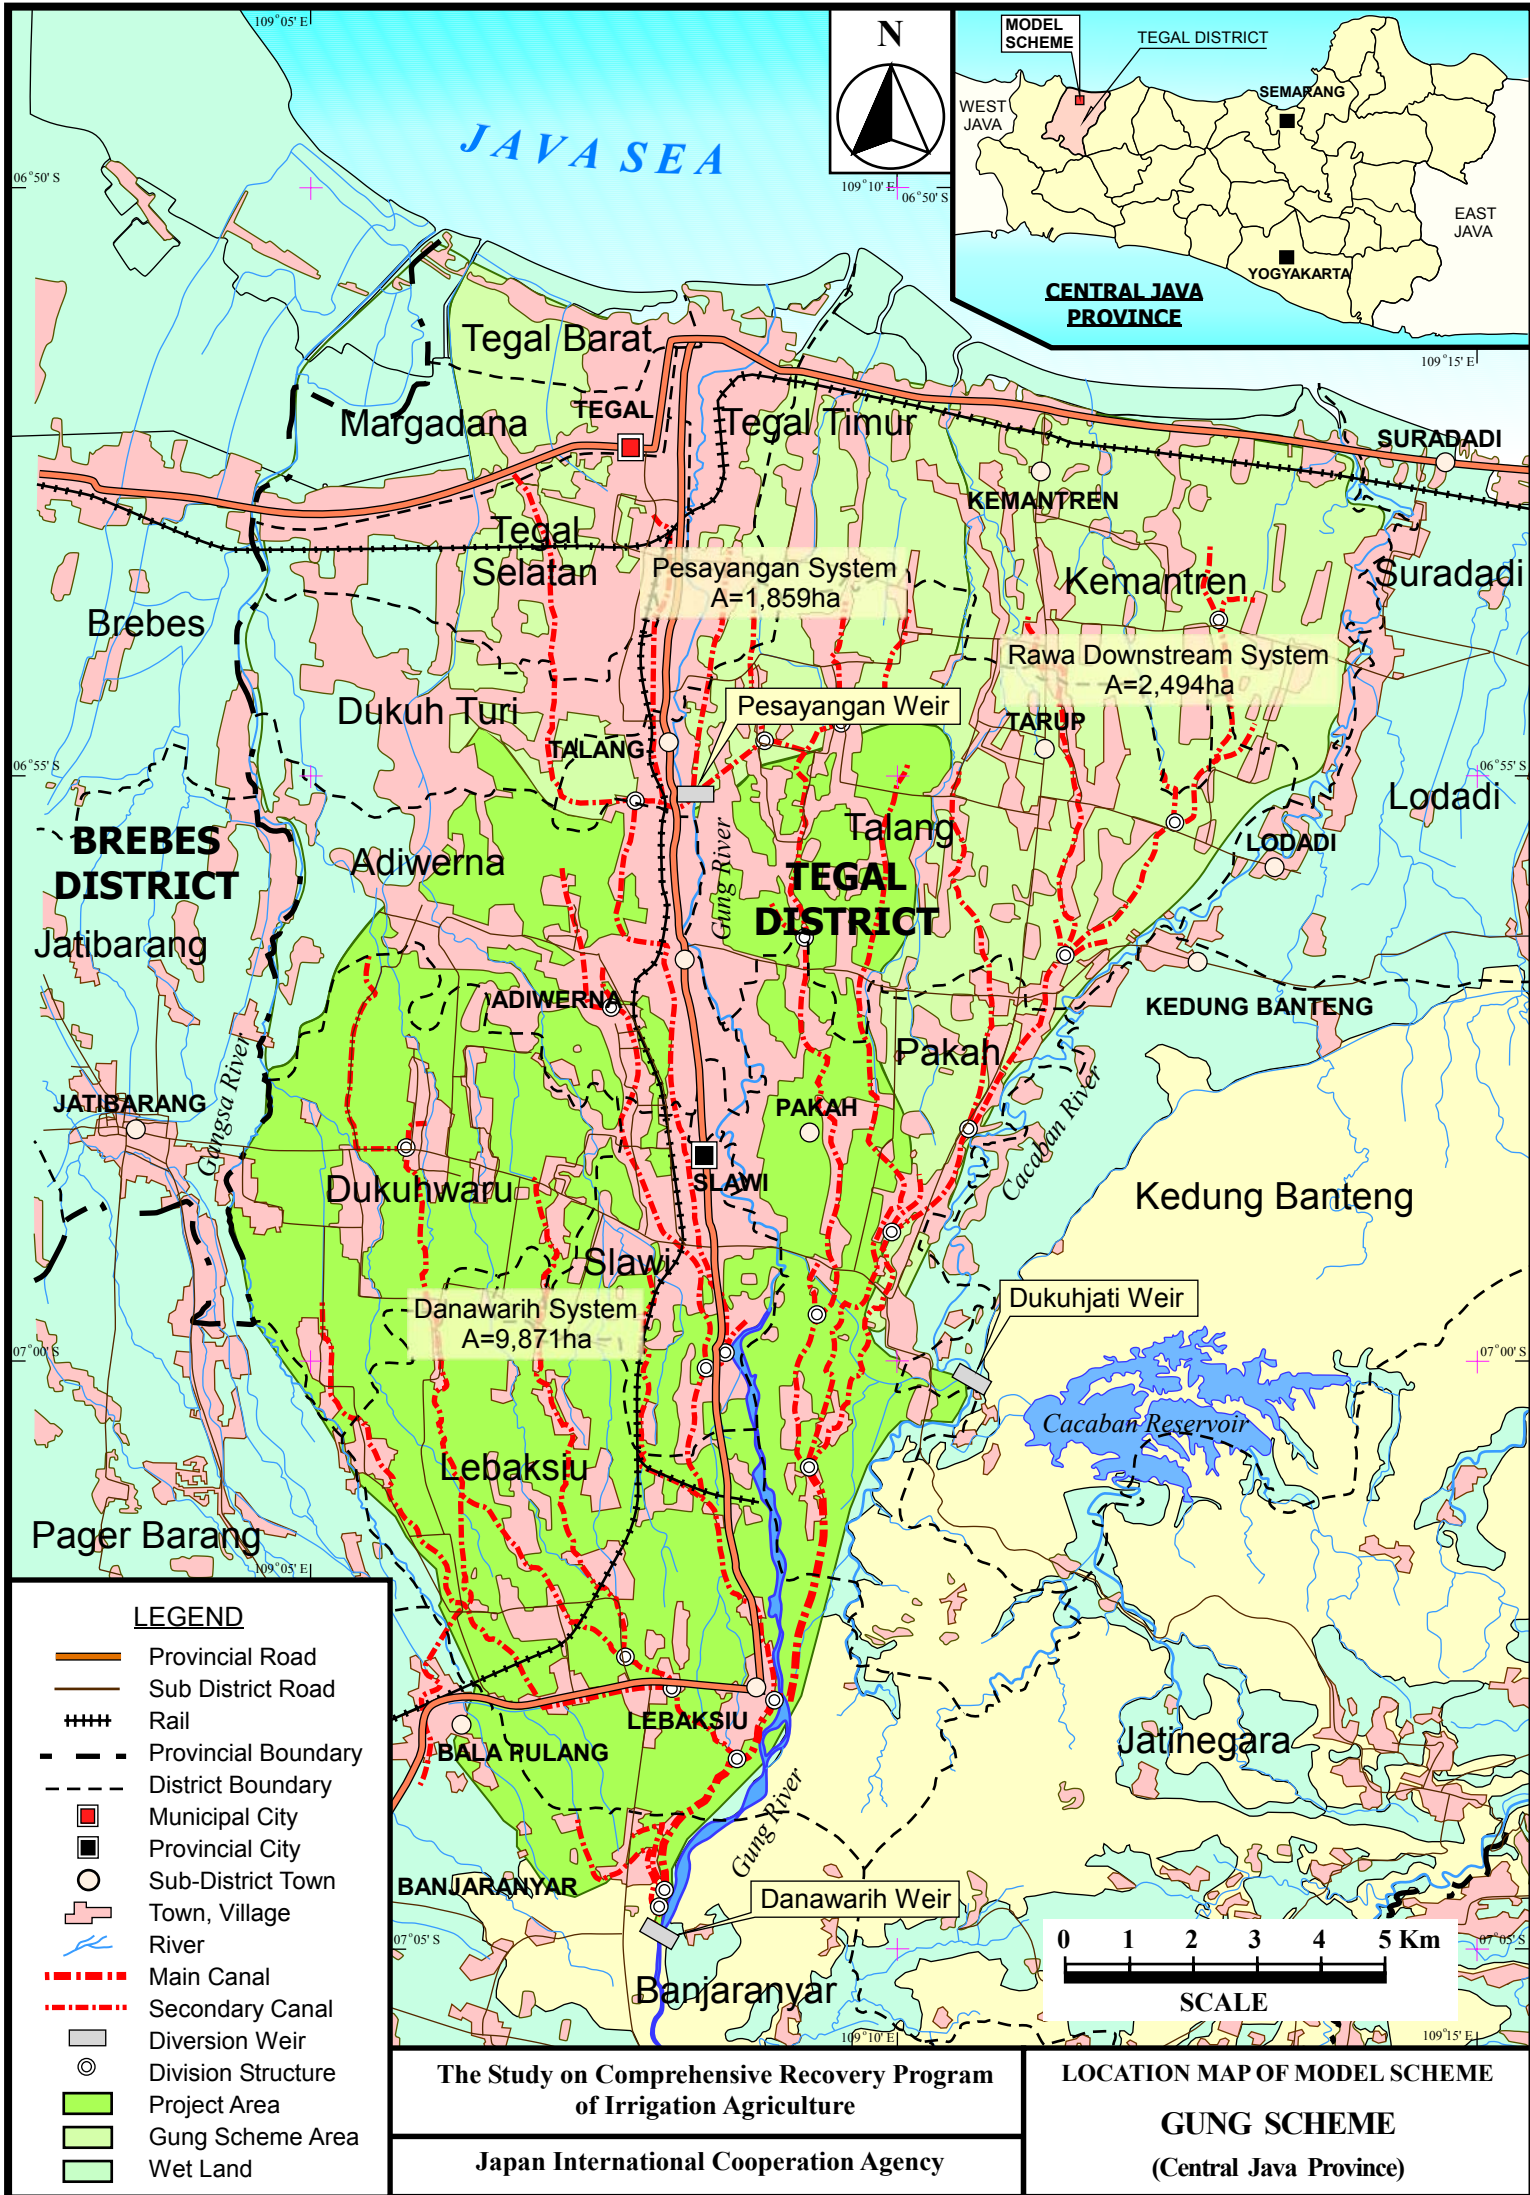 109°05' E
N
MODEL
SCHEME
TEGAL DISTRICT
WEST
JAVA
SEMARANG
EAST
JAVA
YOGYAKARTA
CENTRAL JAVA
PROVINCE
JAVA SEA
06°50' S
109°10' E
06°50' S
109°15' E
Tegal Barat
Margadana
TEGAL
Tegal Timur
SURADADI
KEMANTREN
Tegal
Selatan
Pesayangan System
A=1,859ha
Kemantren
Suradadi
Brebes
Rawa Downstream System
A=2,494ha
Dukuh Turi
Pesayangan Weir
TARUP
TALANG
06°55' S
06°55' S
Lodadi
BREBES
DISTRICT
Adiwerna
Gung River
Talang
LODADI
TEGAL
DISTRICT
Jatibarang
ADIWERNA
KEDUNG BANTENG
Pakah
Gangsa River
JATIBARANG
PAKAH
Cacaban River
Dukuhwaru
SLAWI
Kedung Banteng
Slawi
Danawarih System
A=9,871ha
Dukuhjati Weir
07°00' S
07°00' S
Cacaban Reservoir
Lebaksiu
Pager Barang
109°05' E
LEGEND
Provincial Road
Sub District Road
Rail
Provincial Boundary
District Boundary
Municipal City
Provincial City
Sub-District Town
Town, Village
River
Main Canal
Secondary Canal
Diversion Weir
Division Structure
Project Area
Gung Scheme Area
Wet Land
LEBAKSIU
BALA PULANG
Jatinegara
Gung River
BANJARANYAR
Danawarih Weir
07°05' S
07°05' S
Banjaranyar
0 1 2 3 4 5 Km
SCALE
109°10' E
109°15' E
The Study on Comprehensive Recovery Program
of Irrigation Agriculture
Japan International Cooperation Agency
LOCATION MAP OF MODEL SCHEME
GUNG SCHEME
(Central Java Province)